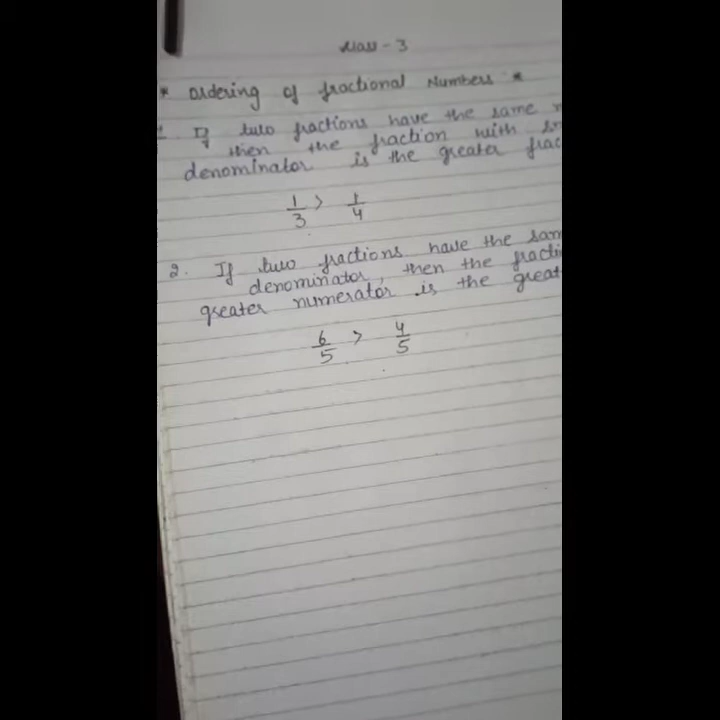 Class - 3
* Ordering of fractional Numbers *
1. If two fractions have the same
then the fraction with
denominator is the greater
1/3 > 1/4
2. If two fractions have the
denominator, then the
greater numerator is the
6/5 > 4/5